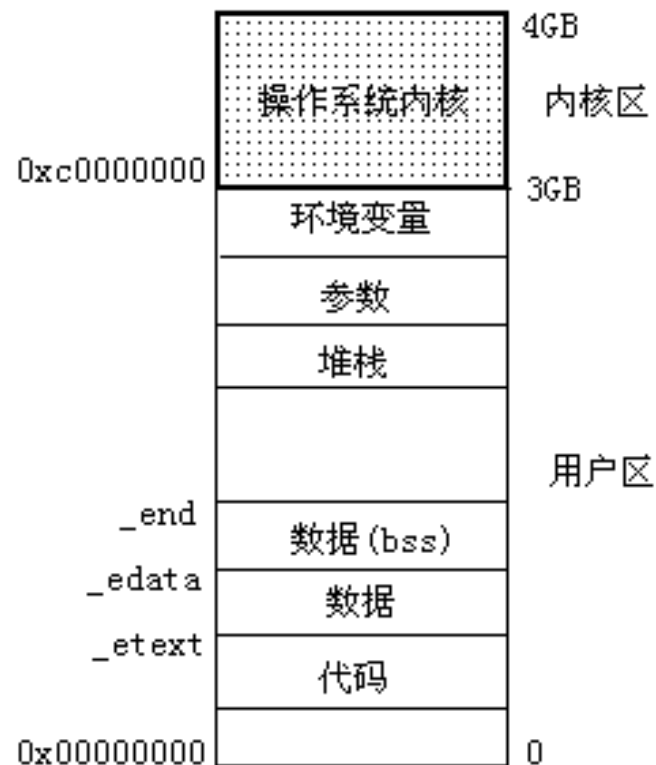 4GB
操作系统内核
内核区
0xc0000000
3GB
环境变量
参数
堆栈
用户区
_end
数据(bss)
_edata
数据
_etext
代码
0x00000000
0